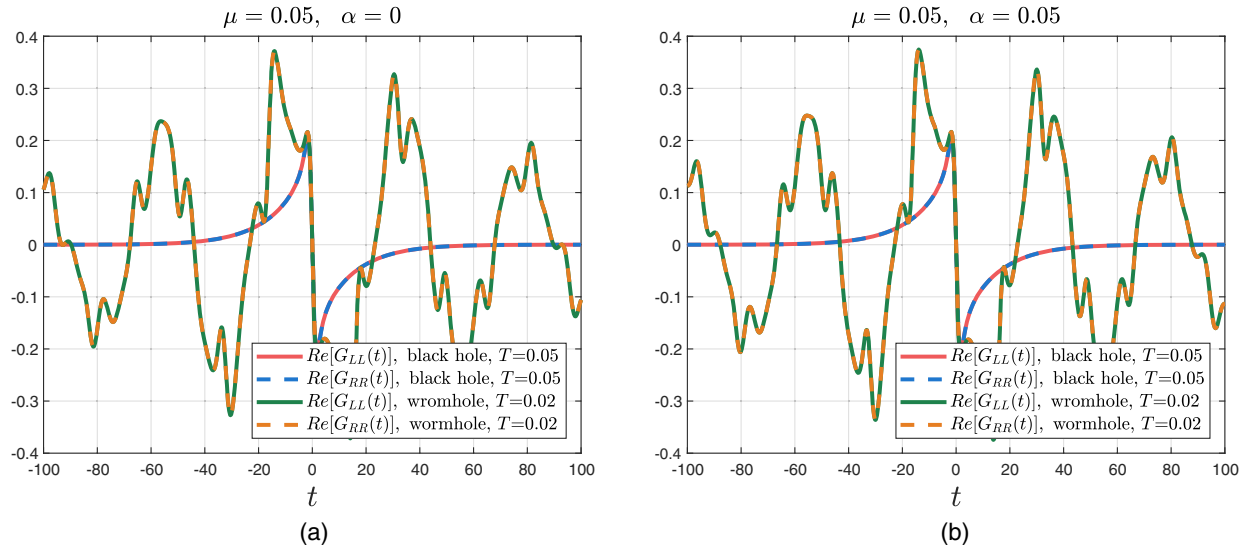 μ = 0.05,   α = 0
0.4
0.3
0.2
0.1
0
-0.1
-0.2
-0.3
-0.4
-100 -80 -60 -40 -20 0 20 40 60 80 100
t
Re[G_LL(t)], black hole, T=0.05
Re[G_RR(t)], black hole, T=0.05
Re[G_LL(t)], wromhole, T=0.02
Re[G_RR(t)], wormhole, T=0.02
(a)
μ = 0.05,   α = 0.05
0.4
0.3
0.2
0.1
0
-0.1
-0.2
-0.3
-0.4
-100 -80 -60 -40 -20 0 20 40 60 80 100
t
Re[G_LL(t)], black hole, T=0.05
Re[G_RR(t)], black hole, T=0.05
Re[G_LL(t)], wromhole, T=0.02
Re[G_RR(t)], wormhole, T=0.02
(b)